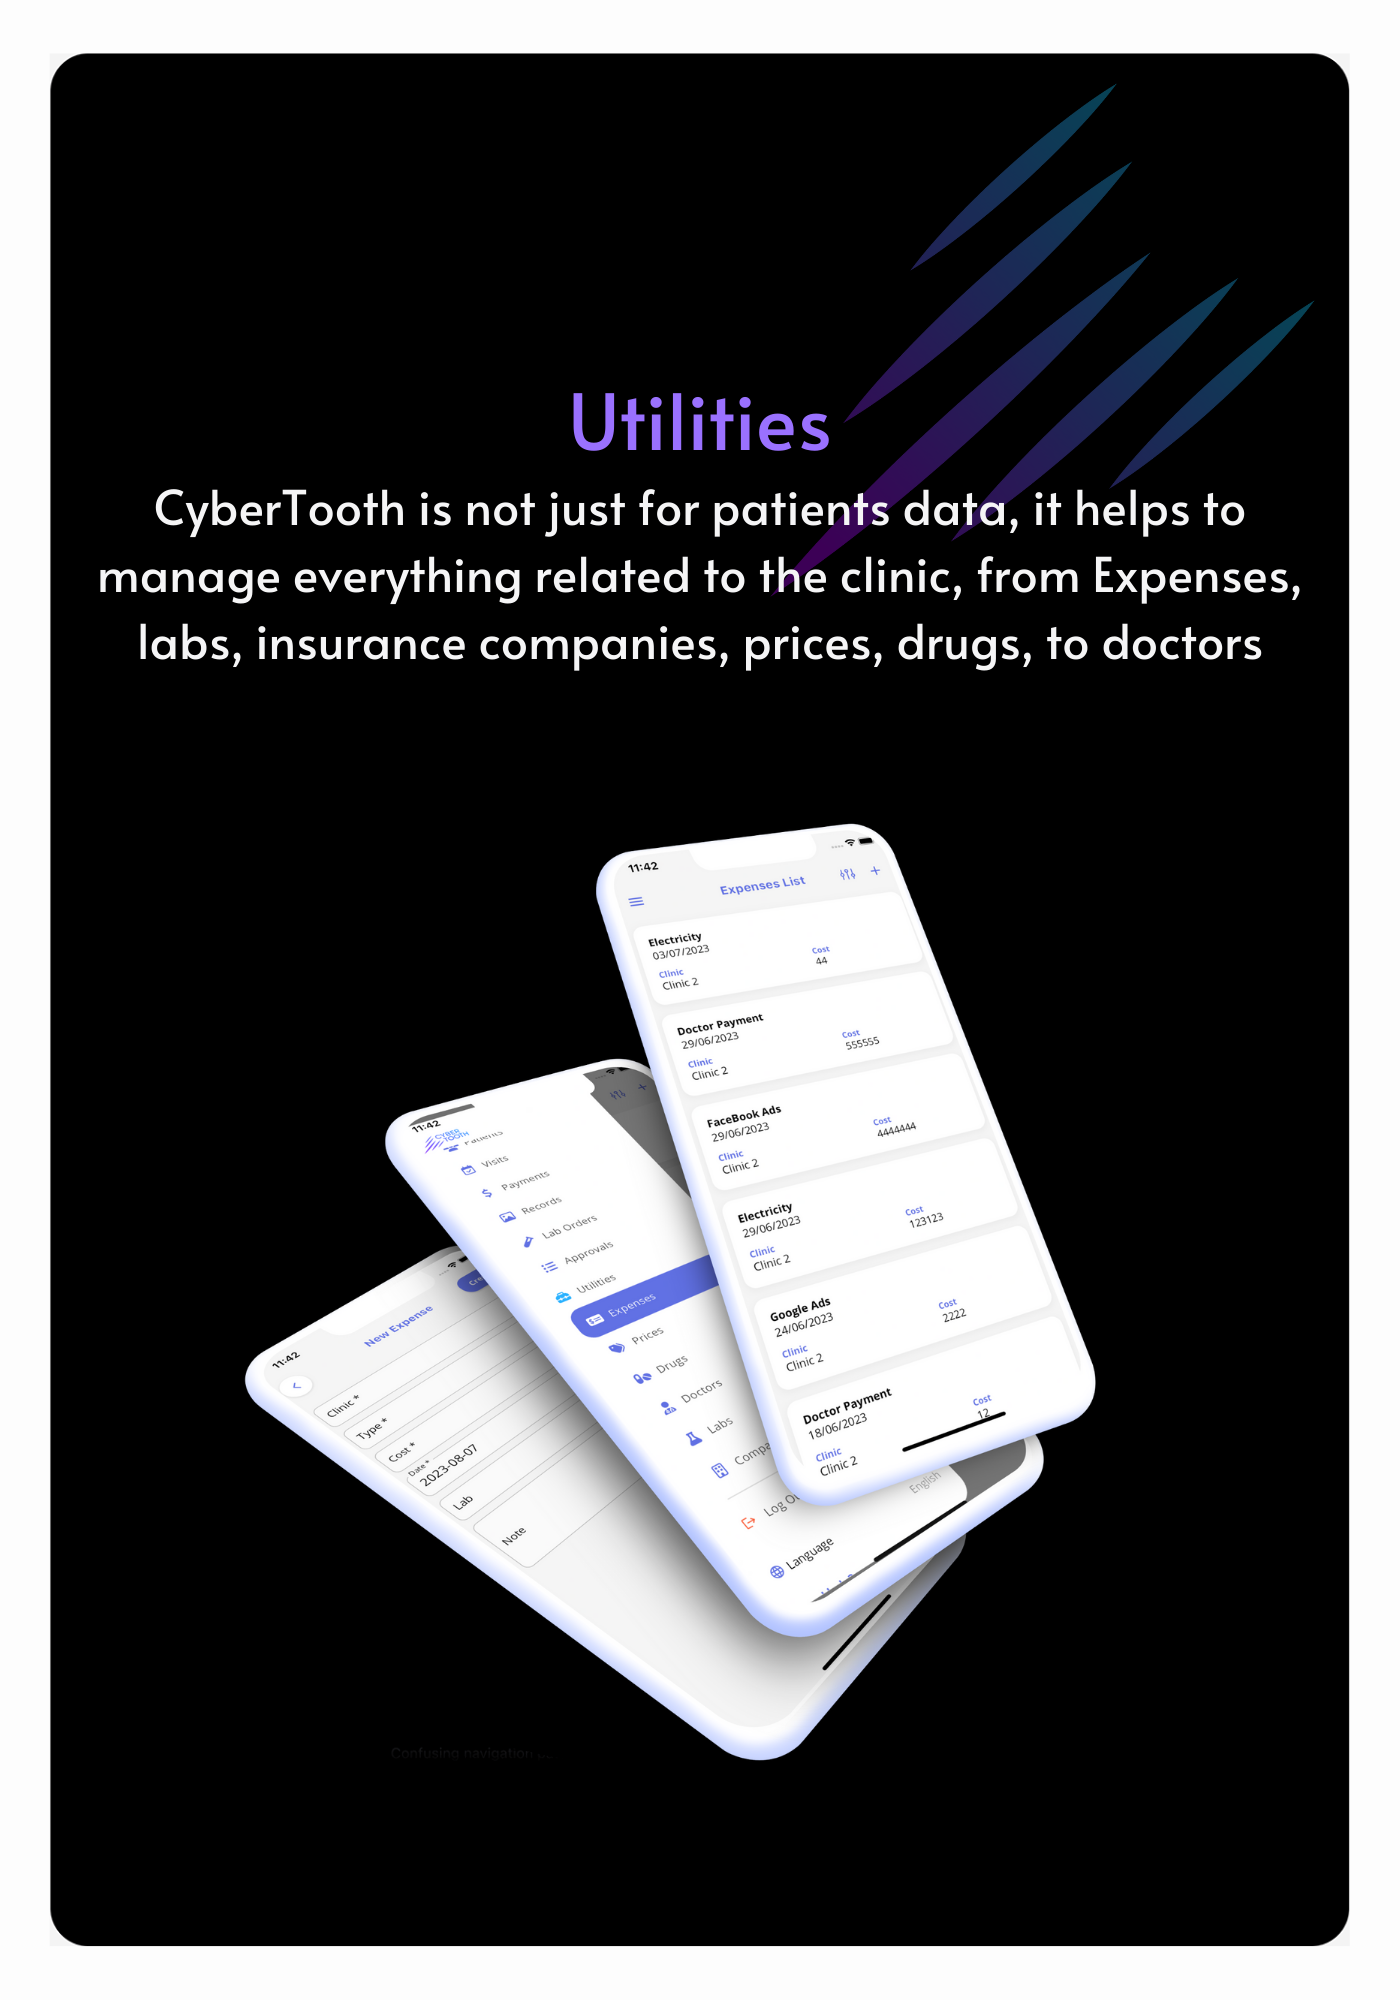 Utilities
CyberTooth is not just for patients data, it helps to
manage everything related to the clinic, from Expenses,
labs, insurance companies, prices, drugs, to doctors
11:42
Expenses List
Electricity
03/07/2023
Clinic
Cost
Clinic 2
44
Doctor Payment
29/06/2023
Clinic
Cost
Clinic 2
555555
FaceBook Ads
29/06/2023
Clinic
Cost
Clinic 2
4444444
Electricity
29/06/2023
Clinic
Cost
Clinic 2
123123
Google Ads
24/06/2023
Clinic
Cost
Clinic 2
2222
Doctor Payment
18/06/2023
Clinic
Cost
Clinic 2
12
11:42
CYBER
TOOTH
Patients
Visits
Payments
Records
Lab Orders
Approvals
Utilities
Expenses
Prices
Drugs
Doctors
Labs
Log
Language
English
11:42
New Expense
Clinic *
Type *
Cost *
Date *
2023-08-07
Lab
Note
Confusing navigation